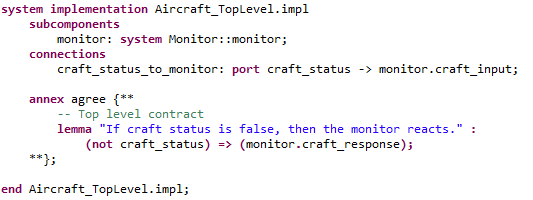 system implementation Aircraft_TopLevel.impl
    subcomponents
        monitor: system Monitor::monitor;
    connections
        craft_status_to_monitor: port craft_status -> monitor.craft_input;

    annex agree {**
        -- Top level contract
        lemma "If craft status is false, then the monitor reacts." :
            (not craft_status) => (monitor.craft_response);
    **};

end Aircraft_TopLevel.impl;